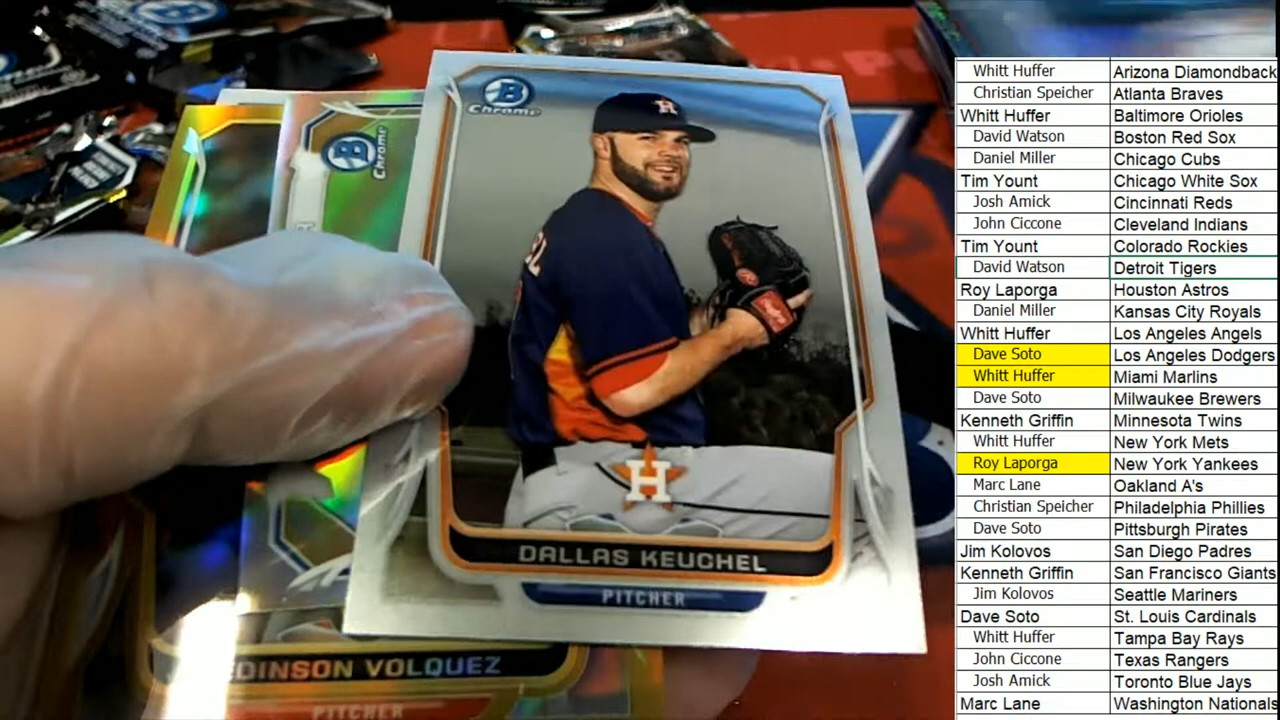 B
Chrome
B
Chrome
H
H
DALLAS KEUCHEL
PITCHER
EDINSON VOLQUEZ
PITCHER
Whitt Huffer Arizona Diamondback
Christian Speicher Atlanta Braves
Whitt Huffer Baltimore Orioles
David Watson Boston Red Sox
Daniel Miller Chicago Cubs
Tim Yount Chicago White Sox
Josh Amick Cincinnati Reds
John Ciccone Cleveland Indians
Tim Yount Colorado Rockies
David Watson Detroit Tigers
Roy Laporga Houston Astros
Daniel Miller Kansas City Royals
Whitt Huffer Los Angeles Angels
Dave Soto Los Angeles Dodgers
Whitt Huffer Miami Marlins
Dave Soto Milwaukee Brewers
Kenneth Griffin Minnesota Twins
Whitt Huffer New York Mets
Roy Laporga New York Yankees
Marc Lane Oakland A's
Christian Speicher Philadelphia Phillies
Dave Soto Pittsburgh Pirates
Jim Kolovos San Diego Padres
Kenneth Griffin San Francisco Giants
Jim Kolovos Seattle Mariners
Dave Soto St. Louis Cardinals
Whitt Huffer Tampa Bay Rays
John Ciccone Texas Rangers
Josh Amick Toronto Blue Jays
Marc Lane Washington Nationals